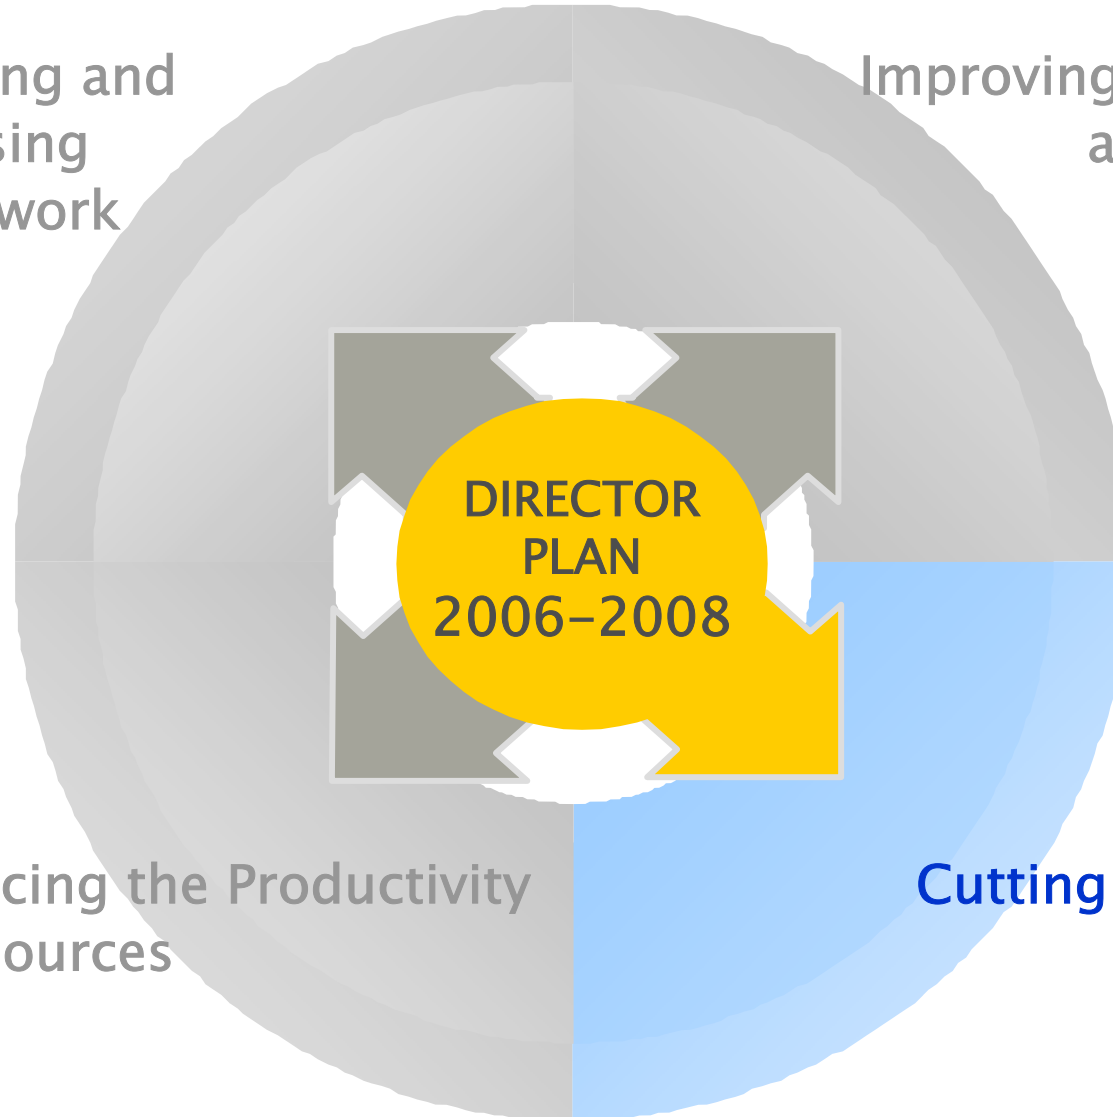 ng and
sing
work
Improving
a
DIRECTOR
PLAN
2006–2008
cing the Productivity
ources
Cutting